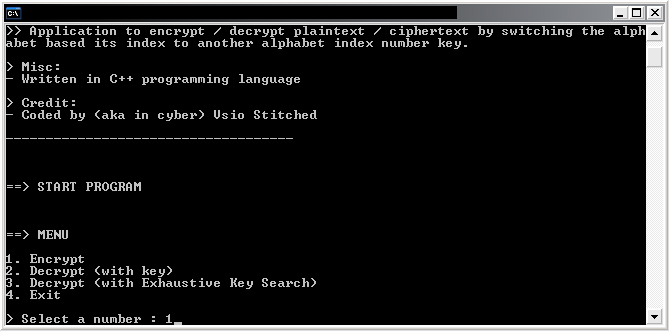 C:\
>> Application to encrypt / decrypt plaintext / ciphertext by switching the alph
abet based its index to another alphabet index number key.
> Misc:
- Written in C++ programming language
> Credit:
- Coded by (aka in cyber) Vsio Stitched
------------------------------------
==> START PROGRAM
==> MENU
1. Encrypt
2. Decrypt (with key)
3. Decrypt (with Exhaustive Key Search)
4. Exit
> Select a number : 1_